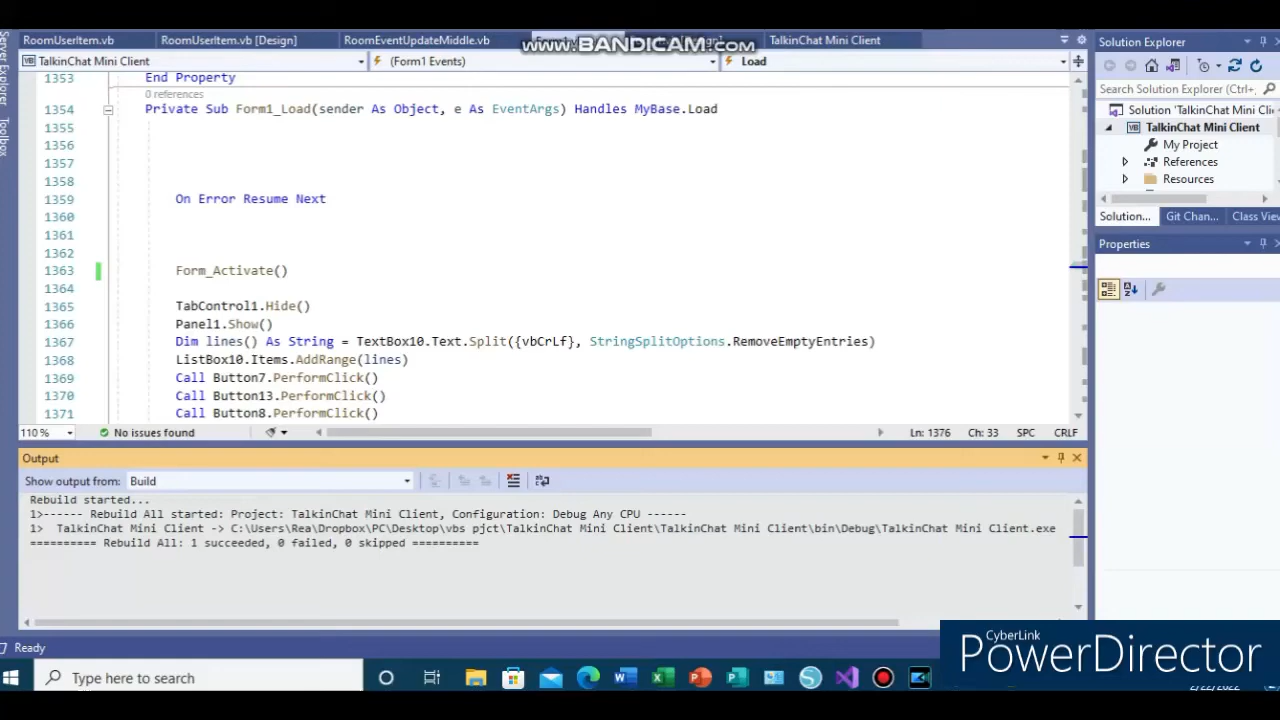 RoomUserItem.vb
RoomUserItem.vb [Design]
RoomEventUpdateMiddle.vb
www.BANDICAM.com
TalkinChat Mini Client
Server Explorer
Toolbox
TalkinChat Mini Client
(Form1 Events)
Load
1353 End Property
0 references
1354 Private Sub Form1_Load(sender As Object, e As EventArgs) Handles MyBase.Load
1355
1356
1357
1358
1359 On Error Resume Next
1360
1361
1362
1363 Form_Activate()
1364
1365 TabControl1.Hide()
1366 Panel1.Show()
1367 Dim lines() As String = TextBox10.Text.Split({vbCrLf}, StringSplitOptions.RemoveEmptyEntries)
1368 ListBox10.Items.AddRange(lines)
1369 Call Button7.PerformClick()
1370 Call Button13.PerformClick()
1371 Call Button8.PerformClick()
110 %
No issues found
Ln: 1376 Ch: 33 SPC CRLF
Output
Show output from: Build
Rebuild started...
1>------ Rebuild All started: Project: TalkinChat Mini Client, Configuration: Debug Any CPU ------
1> TalkinChat Mini Client -> C:\Users\Rea\Dropbox\PC\Desktop\vbs pjct\TalkinChat Mini Client\TalkinChat Mini Client\bin\Debug\TalkinChat Mini Client.exe
========== Rebuild All: 1 succeeded, 0 failed, 0 skipped ==========
Ready
Solution Explorer
Search Solution Explorer (Ctrl+
Solution 'TalkinChat Mini Cli
TalkinChat Mini Client
My Project
References
Resources
Solution... Git Chan... Class Vie
Properties
CyberLink
PowerDirector
Type here to search
2/22/2022